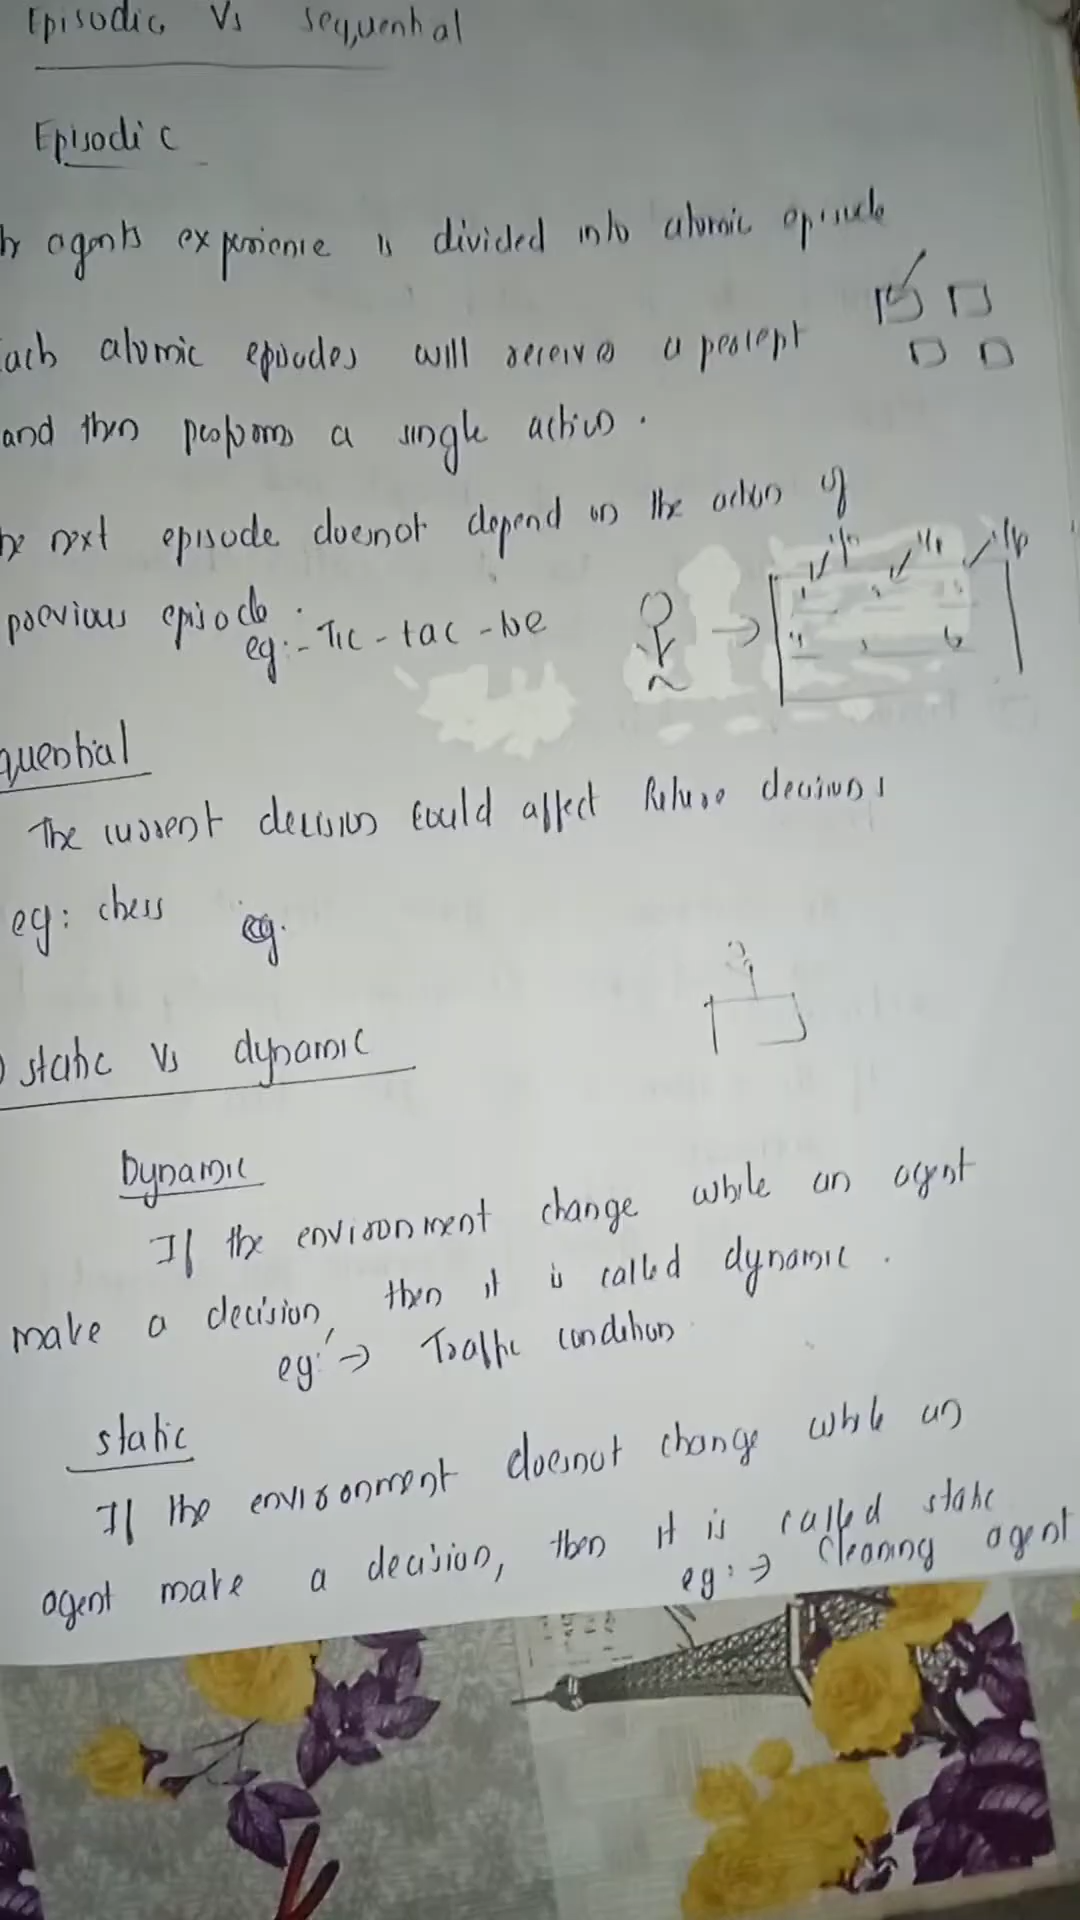 Episodic Vs sequential
Episodic
agents experience is divided into atomic episode
ach atomic episodes will receives a percept
and then performs a single action.
next episode doesnot depend on the action of
previous episode.
eg:- Tic-tac-toe
quential
The current decision could affect future decisions
eg: chess eg.
static Vs dynamic
Dynamic
If the environment change while an agent
make a decision, then it is called dynamic.
eg: → Traffic condition
static
If the environment doesnot change while an
agent make a decision, then it is called static
eg: → cleaning agent